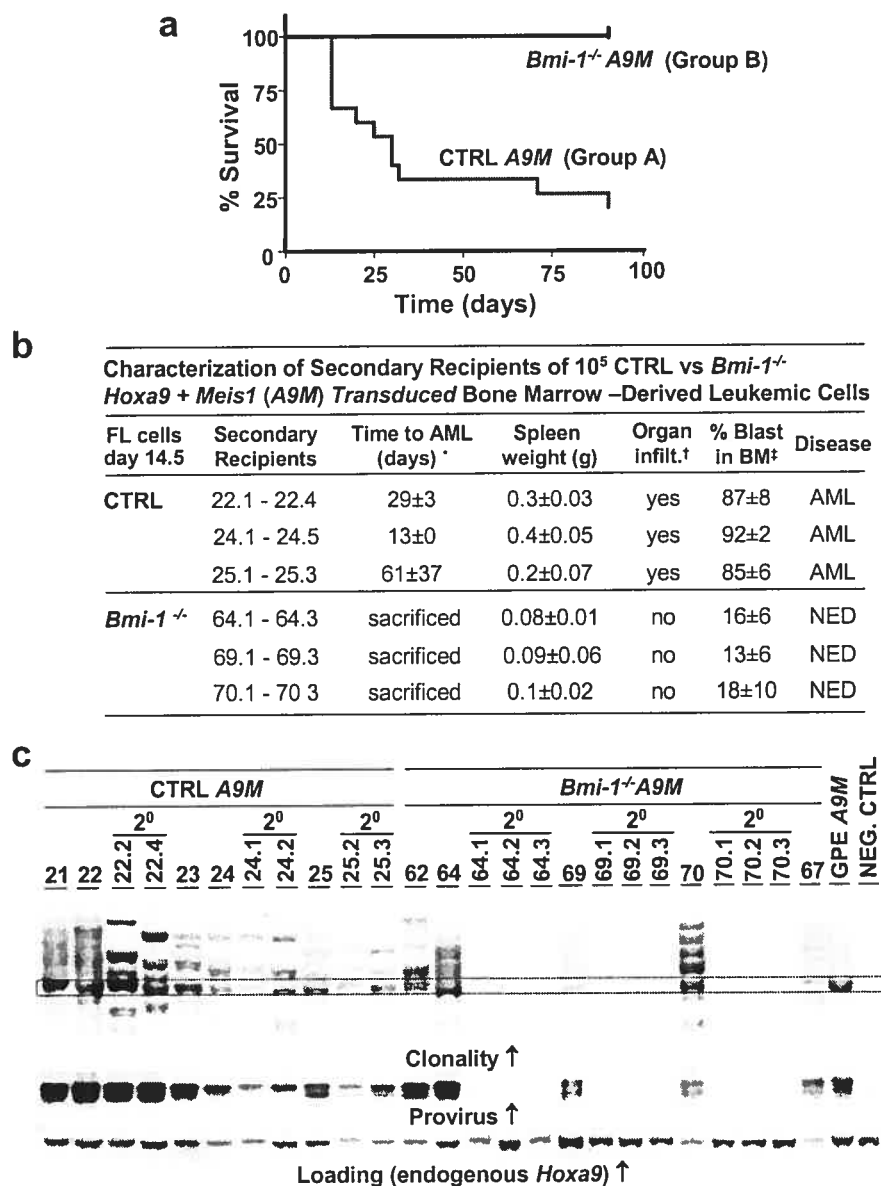 a
100
75
50
25
0
% Survival
Bmi-1-/- A9M (Group B)
CTRL A9M (Group A)
0 25 50 75 100
Time (days)
b
Characterization of Secondary Recipients of 10⁵ CTRL vs Bmi-1-/-
Hoxa9 + Meis1 (A9M) Transduced Bone Marrow –Derived Leukemic Cells
FL cells day 14.5 Secondary Recipients Time to AML (days) * Spleen weight (g) Organ infilt.† % Blast in BM‡ Disease
CTRL 22.1 - 22.4 29±3 0.3±0.03 yes 87±8 AML
24.1 - 24.5 13±0 0.4±0.05 yes 92±2 AML
25.1 - 25.3 61±37 0.2±0.07 yes 85±6 AML
Bmi-1 -/- 64.1 - 64.3 sacrificed 0.08±0.01 no 16±6 NED
69.1 - 69.3 sacrificed 0.09±0.06 no 13±6 NED
70.1 - 70 3 sacrificed 0.1±0.02 no 18±10 NED
c
CTRL A9M Bmi-1-/-A9M
2⁰ 2⁰ 2⁰ 2⁰ 2⁰ 2⁰
21 22 22.2 22.4 23 24 24.1 24.2 25 25.2 25.3 62 64 64.1 64.2 64.3 69 69.1 69.2 69.3 70 70.1 70.2 70.3 67 GPE A9M NEG. CTRL
Clonality ↑
Provirus ↑
Loading (endogenous Hoxa9) ↑